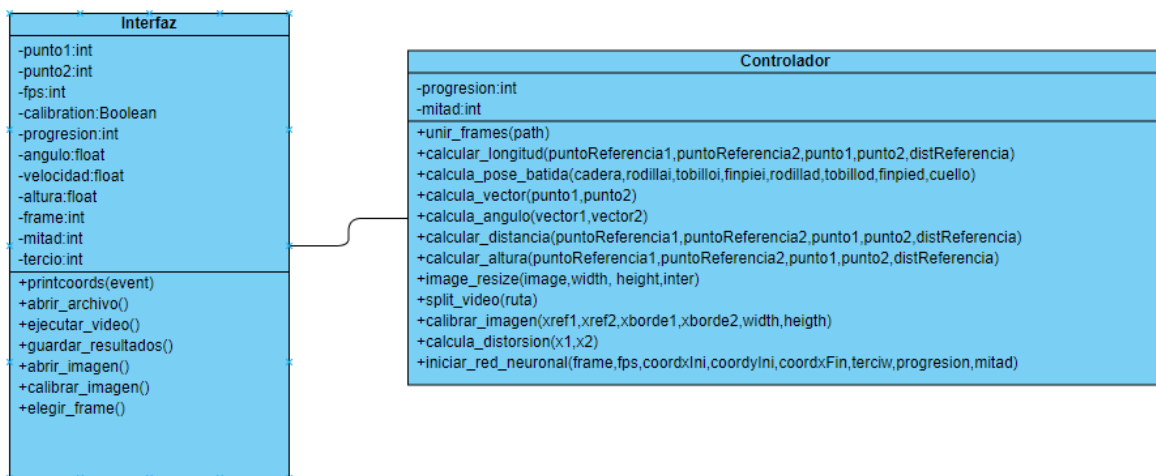 Interfaz
-punto1:int
-punto2:int
-fps:int
-calibration:Boolean
-progresion:int
-angulo:float
-velocidad:float
-altura:float
-frame:int
-mitad:int
-tercio:int
+printcoords(event)
+abrir_archivo()
+ejecutar_video()
+guardar_resultados()
+abrir_imagen()
+calibrar_imagen()
+elegir_frame()
Controlador
-progresion:int
-mitad:int
+unir_frames(path)
+calcular_longitud(puntoReferencia1,puntoReferencia2,punto1,punto2,distReferencia)
+calcula_pose_batida(cadera,rodillai,tobilloi,finpiei,rodillad,tobillod,finpied,cuello)
+calcula_vector(punto1,punto2)
+calcula_angulo(vector1,vector2)
+calcular_distancia(puntoReferencia1,puntoReferencia2,punto1,punto2,distReferencia)
+calcular_altura(puntoReferencia1,puntoReferencia2,punto1,punto2,distReferencia)
+image_resize(image,width, height,inter)
+split_video(ruta)
+calibrar_imagen(xref1,xref2,xborde1,xborde2,width,heigth)
+calcula_distorsion(x1,x2)
+iniciar_red_neuronal(frame,fps,coordxIni,coordyIni,coordxFin,terciw,progresion,mitad)